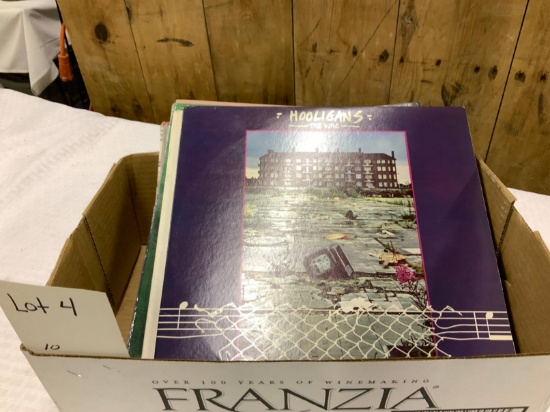 HOOLIGANS
THE WHO
Lot 4
10
OVER 100 YEARS OF WINEMAKING
FRANZIA®